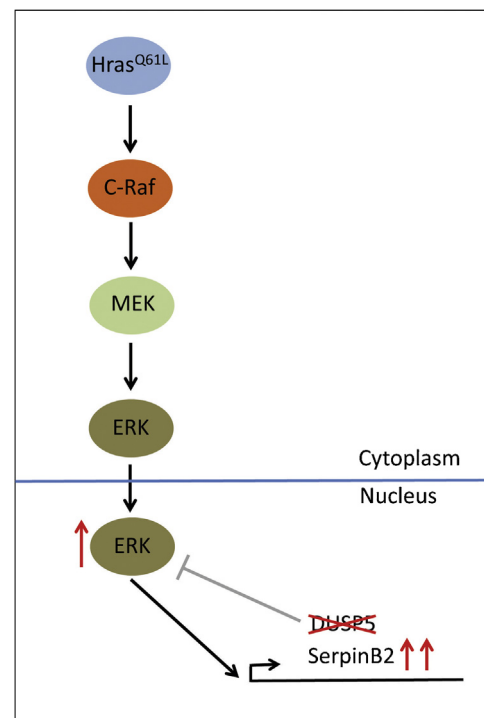 Hras^Q61L
C-Raf
MEK
ERK
Cytoplasm
Nucleus
ERK
DUSP5
SerpinB2